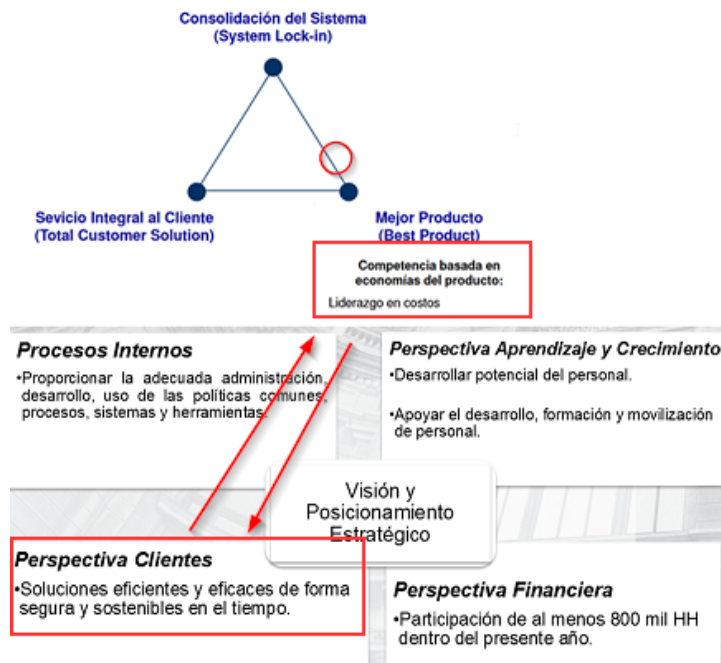 Consolidación del Sistema
(System Lock-in)
Sevicio Integral al Cliente
(Total Customer Solution)
Mejor Producto
(Best Product)
Competencia basada en
economías del producto:
Liderazgo en costos
Procesos Internos
•Proporcionar la adecuada administración,
desarrollo, uso de las políticas comunes,
procesos, sistemas y herramientas.
Perspectiva Aprendizaje y Crecimiento
•Desarrollar potencial del personal.
•Apoyar el desarrollo, formación y movilización
de personal.
Visión y
Posicionamiento
Estratégico
Perspectiva Clientes
•Soluciones eficientes y eficaces de forma
segura y sostenibles en el tiempo.
Perspectiva Financiera
•Participación de al menos 800 mil HH
dentro del presente año.